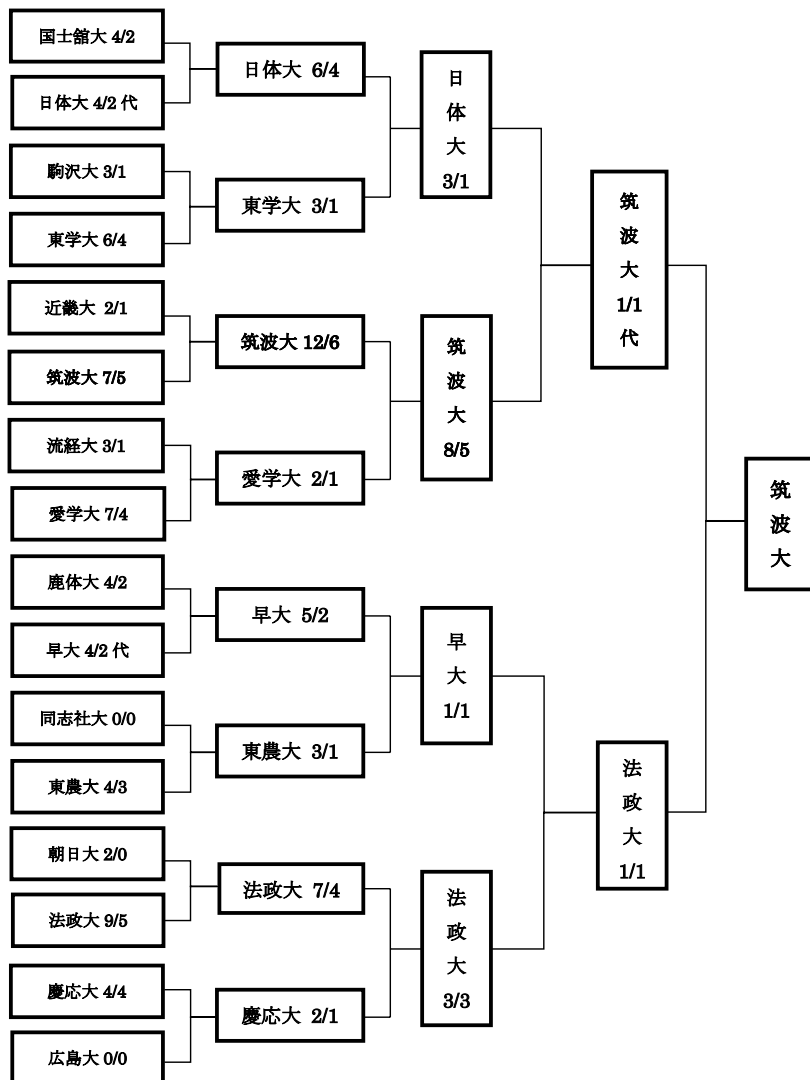 国士舘大 4/2
日体大 4/2 代
駒沢大 3/1
東学大 6/4
近畿大 2/1
筑波大 7/5
流経大 3/1
愛学大 7/4
鹿体大 4/2
早大 4/2 代
同志社大 0/0
東農大 4/3
朝日大 2/0
法政大 9/5
慶応大 4/4
広島大 0/0
日体大 6/4
東学大 3/1
筑波大 12/6
愛学大 2/1
早大 5/2
東農大 3/1
法政大 7/4
慶応大 2/1
日
体
大
3/1
筑
波
大
8/5
早
大
1/1
法
政
大
3/3
筑
波
大
1/1
代
法
政
大
1/1
筑
波
大